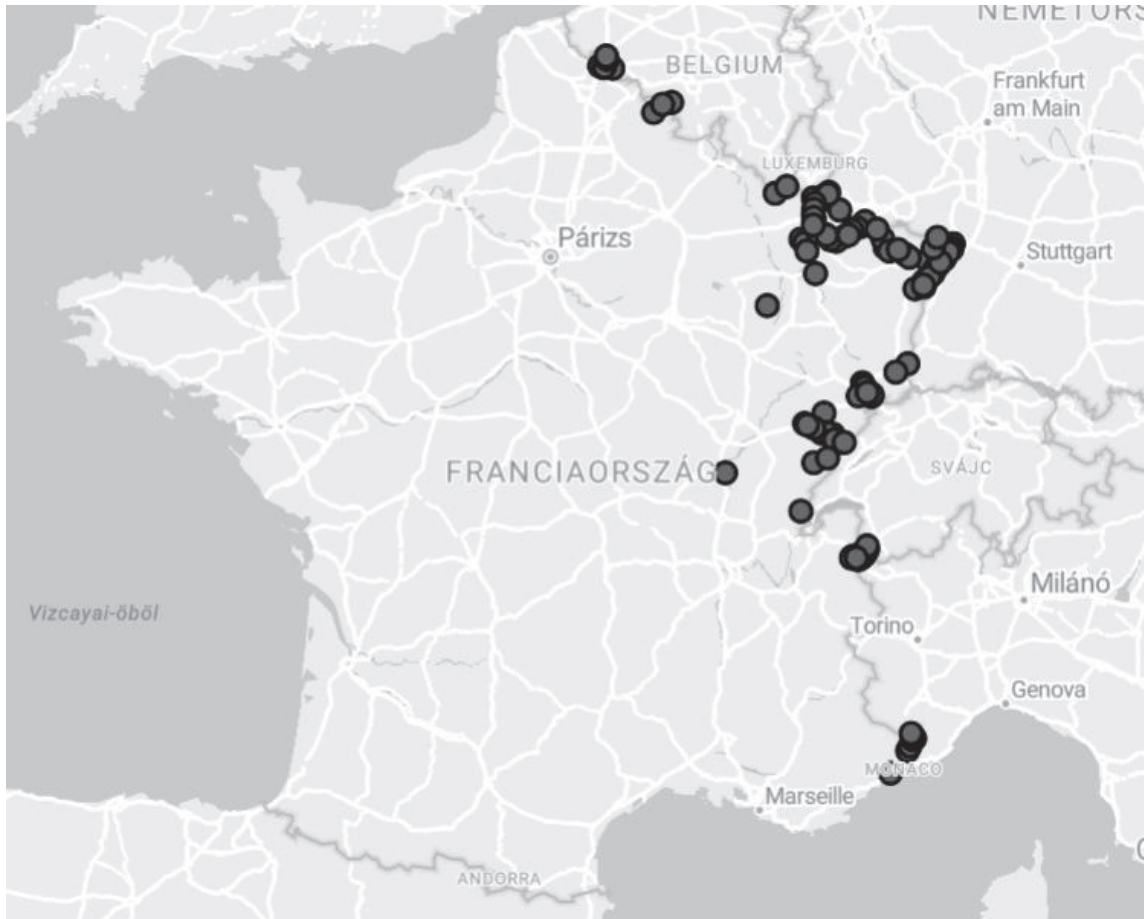 NÉMETORS
BELGIUM
Frankfurt
am Main
LUXEMBURG
Párizs
Stuttgart
FRANCIAORSZÁG
SVÁJC
Vizcayai-öböl
Milánó
Torino
Genova
MONACO
Marseille
ANDORRA